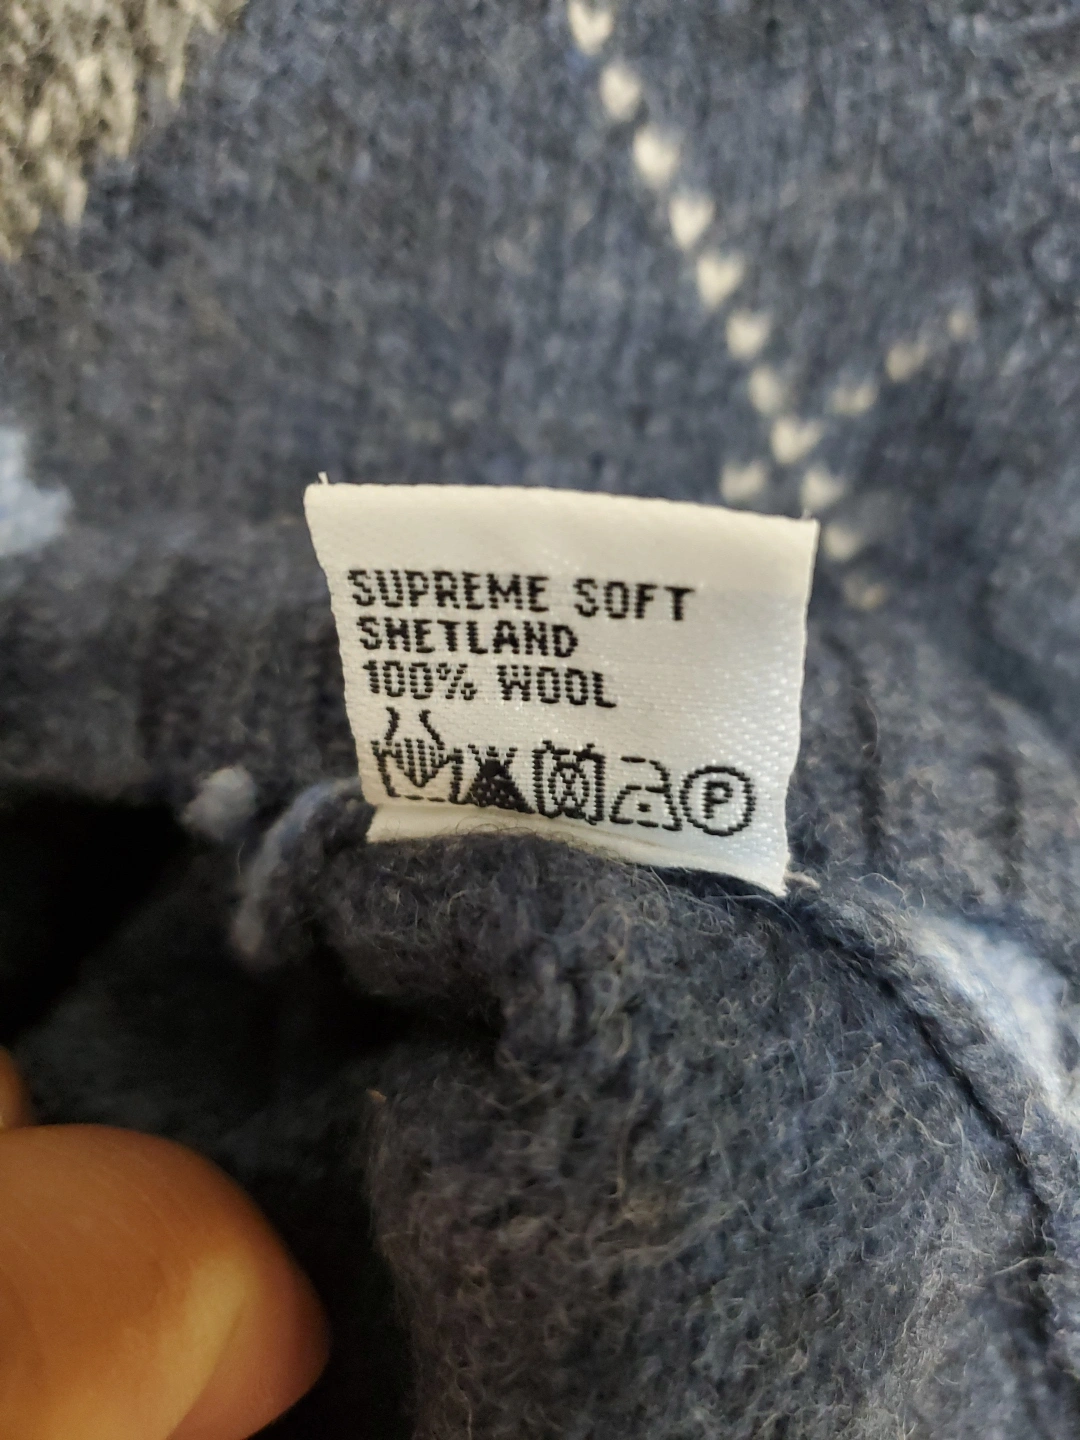 SUPREME SOFT
SHETLAND
100% WOOL
P